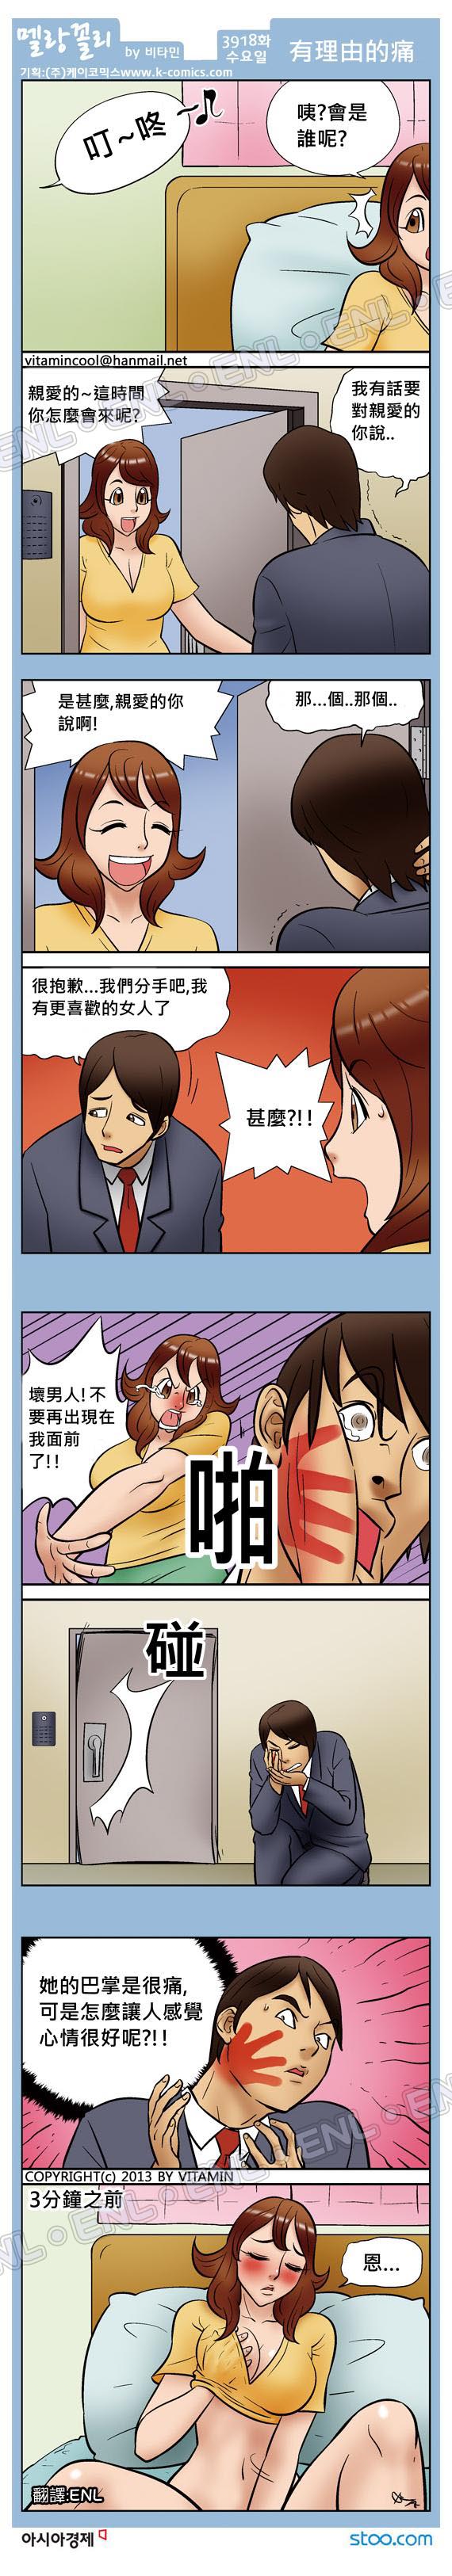 멜랑꼴리
by 비타민
3918화
수요일
有理由的痛
기획:(주)케이코믹스www.k-comics.com
叮~咚~♪
咦?會是
誰呢?
vitamincool@hanmail.net
親愛的~這時間
你怎麼會來呢?
我有話要
對親愛的
你說..
是甚麼,親愛的你
說啊!
那...個..那個..
很抱歉...我們分手吧,我
有更喜歡的女人了
甚麼?!!
壞男人!不
要再出現在
我面前
了!!
啪
碰
她的巴掌是很痛,
可是怎麼讓人感覺
心情很好呢?!!
COPYRIGHT(c) 2013 BY VITAMIN
3分鐘之前
恩...
翻譯:ENL
아시아경제
stoo.com
ENL